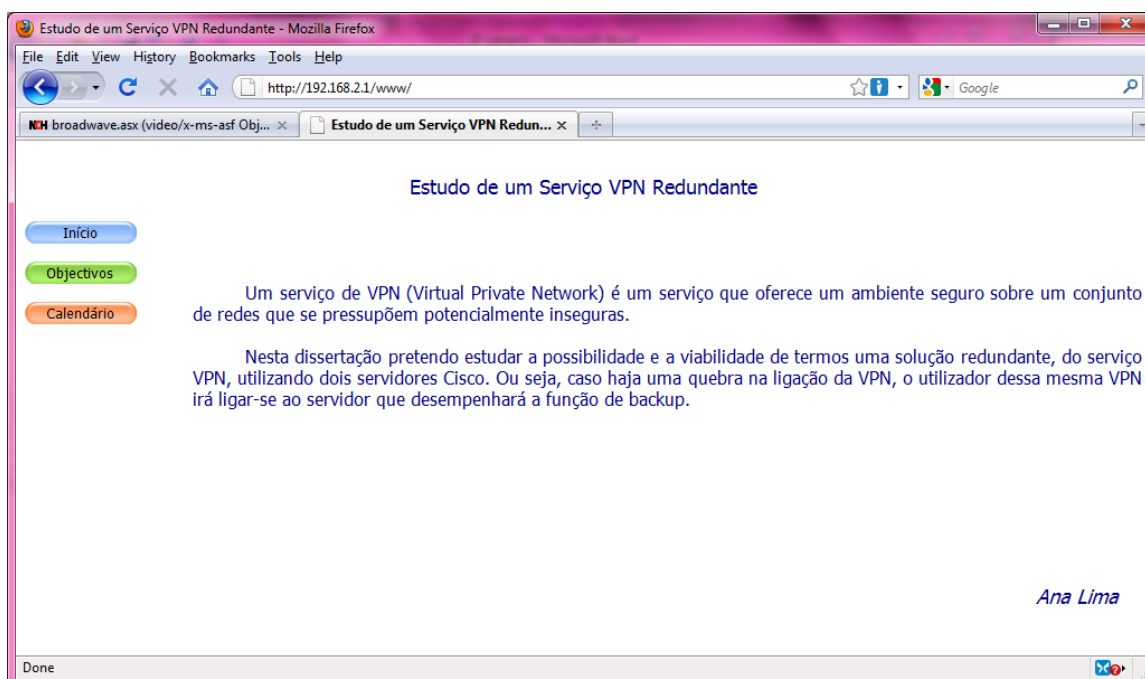 Estudo de um Serviço VPN Redundante - Mozilla Firefox
File Edit View History Bookmarks Tools Help
http://192.168.2.1/www/
Google
NCH broadwave.asx (video/x-ms-asf Obj...
Estudo de um Serviço VPN Redun...
Estudo de um Serviço VPN Redundante
Início
Objectivos
Calendário
Um serviço de VPN (Virtual Private Network) é um serviço que oferece um ambiente seguro sobre um conjunto
de redes que se pressupõem potencialmente inseguras.
Nesta dissertação pretendo estudar a possibilidade e a viabilidade de termos uma solução redundante, do serviço
VPN, utilizando dois servidores Cisco. Ou seja, caso haja uma quebra na ligação da VPN, o utilizador dessa mesma VPN
irá ligar-se ao servidor que desempenhará a função de backup.
Ana Lima
Done